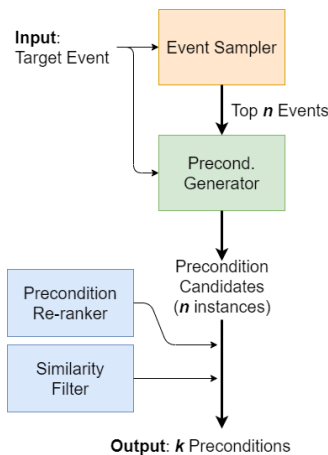 Input:
Target Event
Event Sampler
Top n Events
Precond.
Generator
Precondition
Candidates
(n instances)
Precondition
Re-ranker
Similarity
Filter
Output: k Preconditions